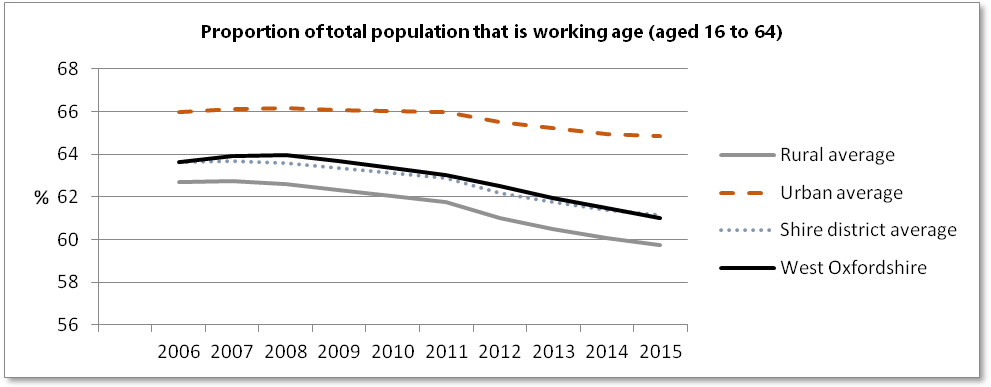 Proportion of total population that is working age (aged 16 to 64)
68
66
64
62
60
58
56
%
2006 2007 2008 2009 2010 2011 2012 2013 2014 2015
Rural average
Urban average
Shire district average
West Oxfordshire